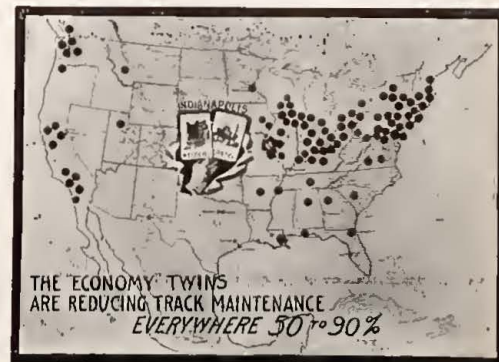 INDIANAPOLIS
THE "ECONOMY" TWINS
ARE REDUCING TRACK MAINTENANCE
EVERYWHERE 50 TO 90%